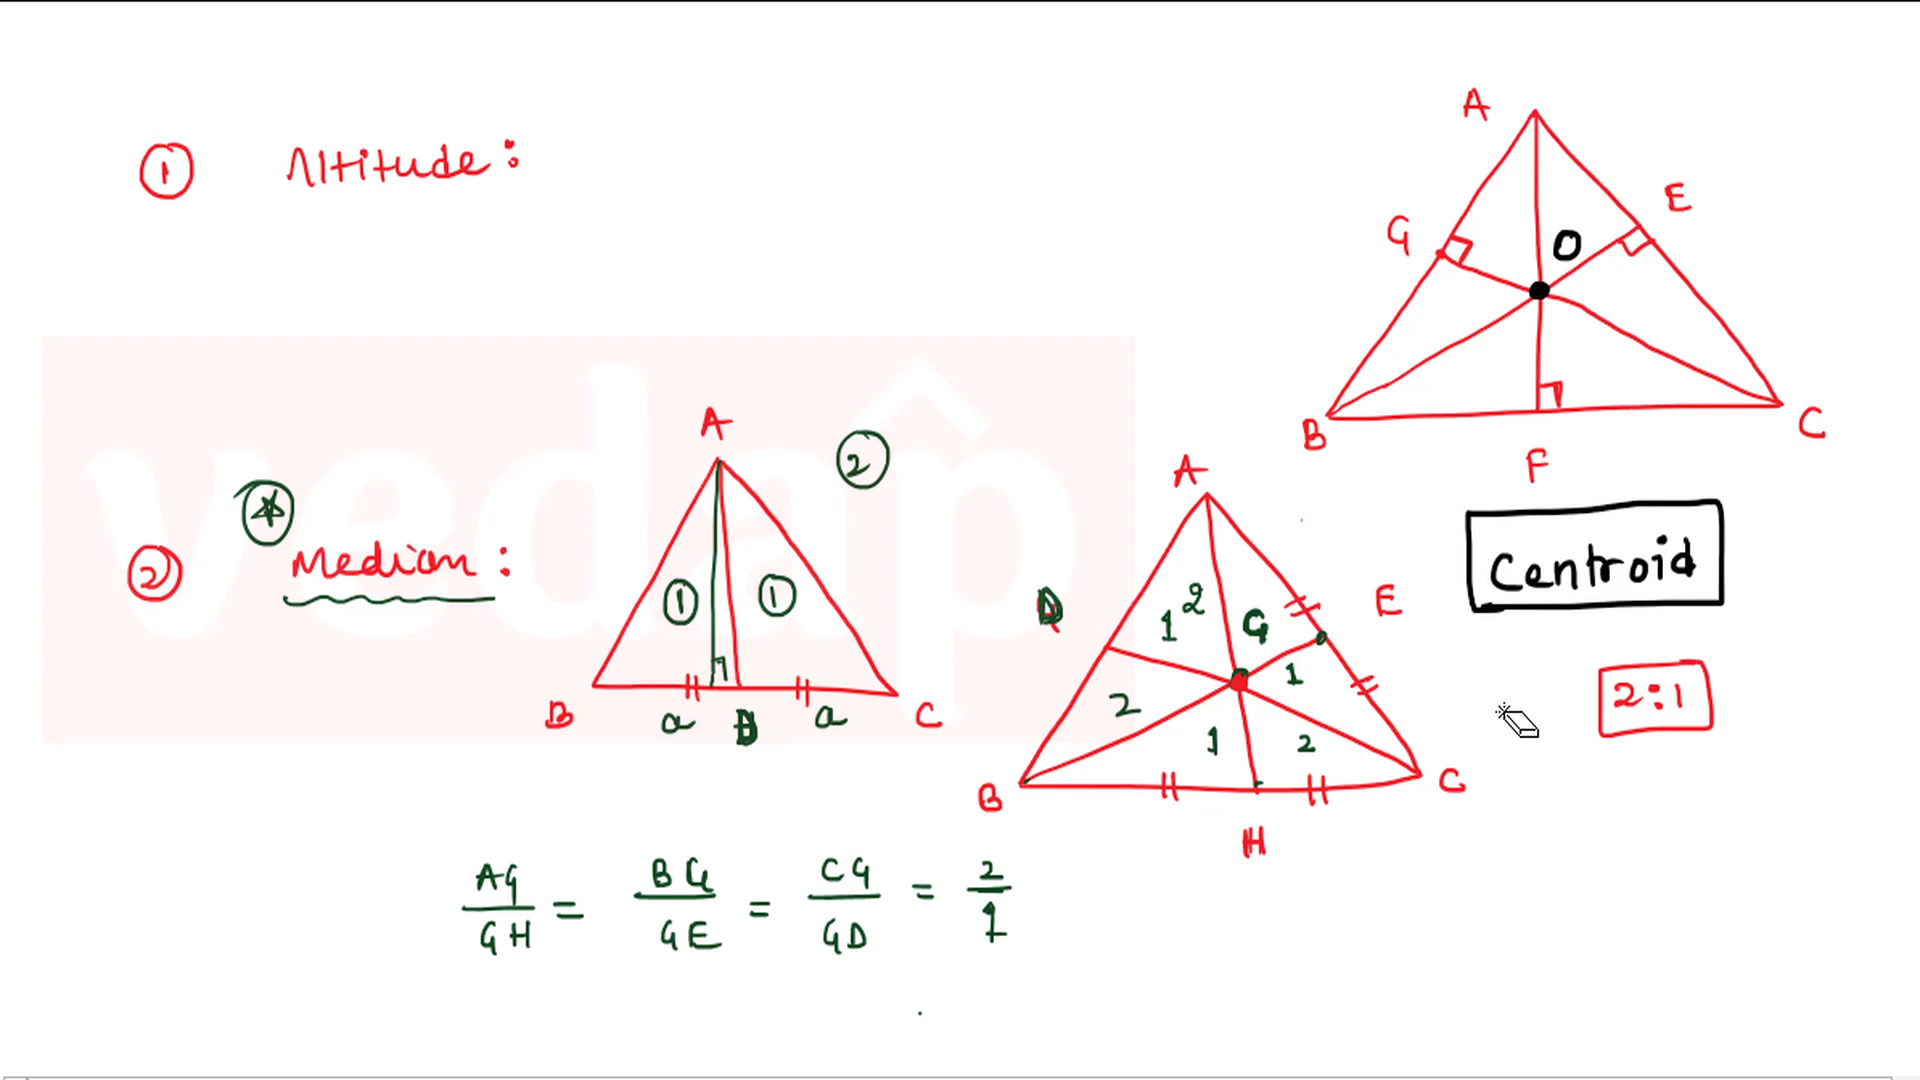 ① Altitude :
A
E
G
O
B
C
F
② Median :
A
②
① ①
B
C
a D a
Centroid
2:1
A
D
E
1 2 G
1
2
1 2
B
C
H
AG/GH = BG/GE = CG/GD = 2/1
vedap